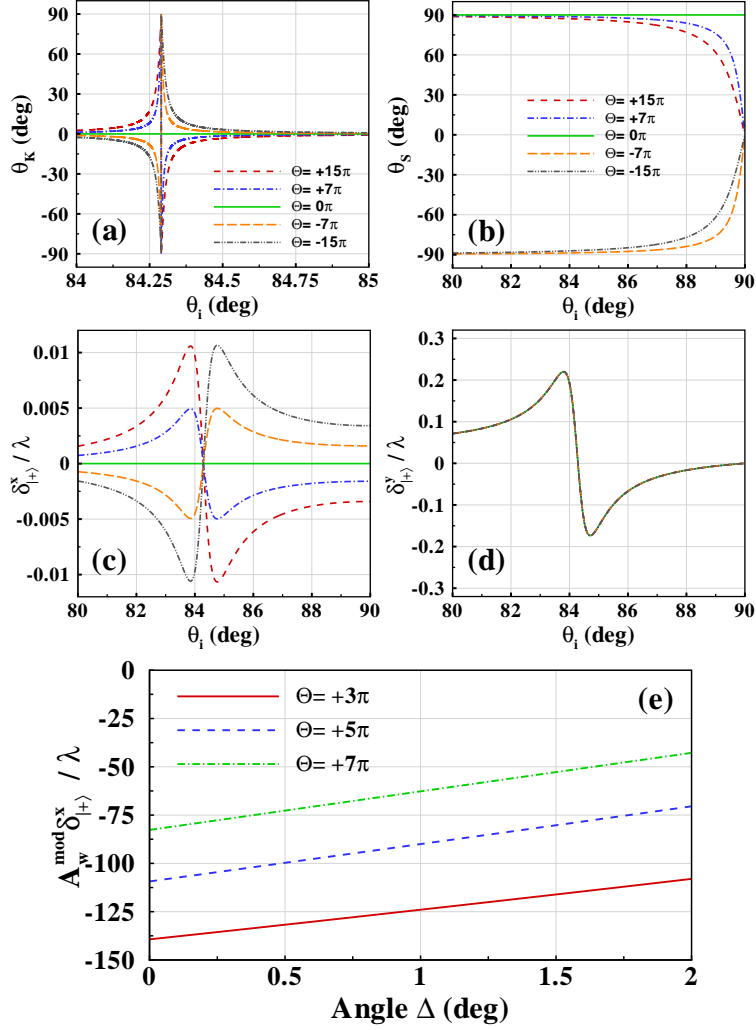 90
60
30
0
-30
-60
-90
θK (deg)
(a)
Θ= +15π
Θ= +7π
Θ= 0π
Θ= -7π
Θ= -15π
84 84.25 84.5 84.75 85
θi (deg)
90
60
30
0
-30
-60
-90
θS (deg)
(b)
Θ= +15π
Θ= +7π
Θ= 0π
Θ= -7π
Θ= -15π
80 82 84 86 88 90
θi (deg)
0.01
0.005
0
-0.005
-0.01
δx|+⟩ / λ
(c)
80 82 84 86 88 90
θi (deg)
0.3
0.2
0.1
0
-0.1
-0.2
-0.3
δy|+⟩ / λ
(d)
80 82 84 86 88 90
θi (deg)
0
-25
-50
-75
-100
-125
-150
Awmod δx|+⟩ / λ
(e)
Θ= +3π
Θ= +5π
Θ= +7π
0 0.5 1 1.5 2
Angle Δ (deg)